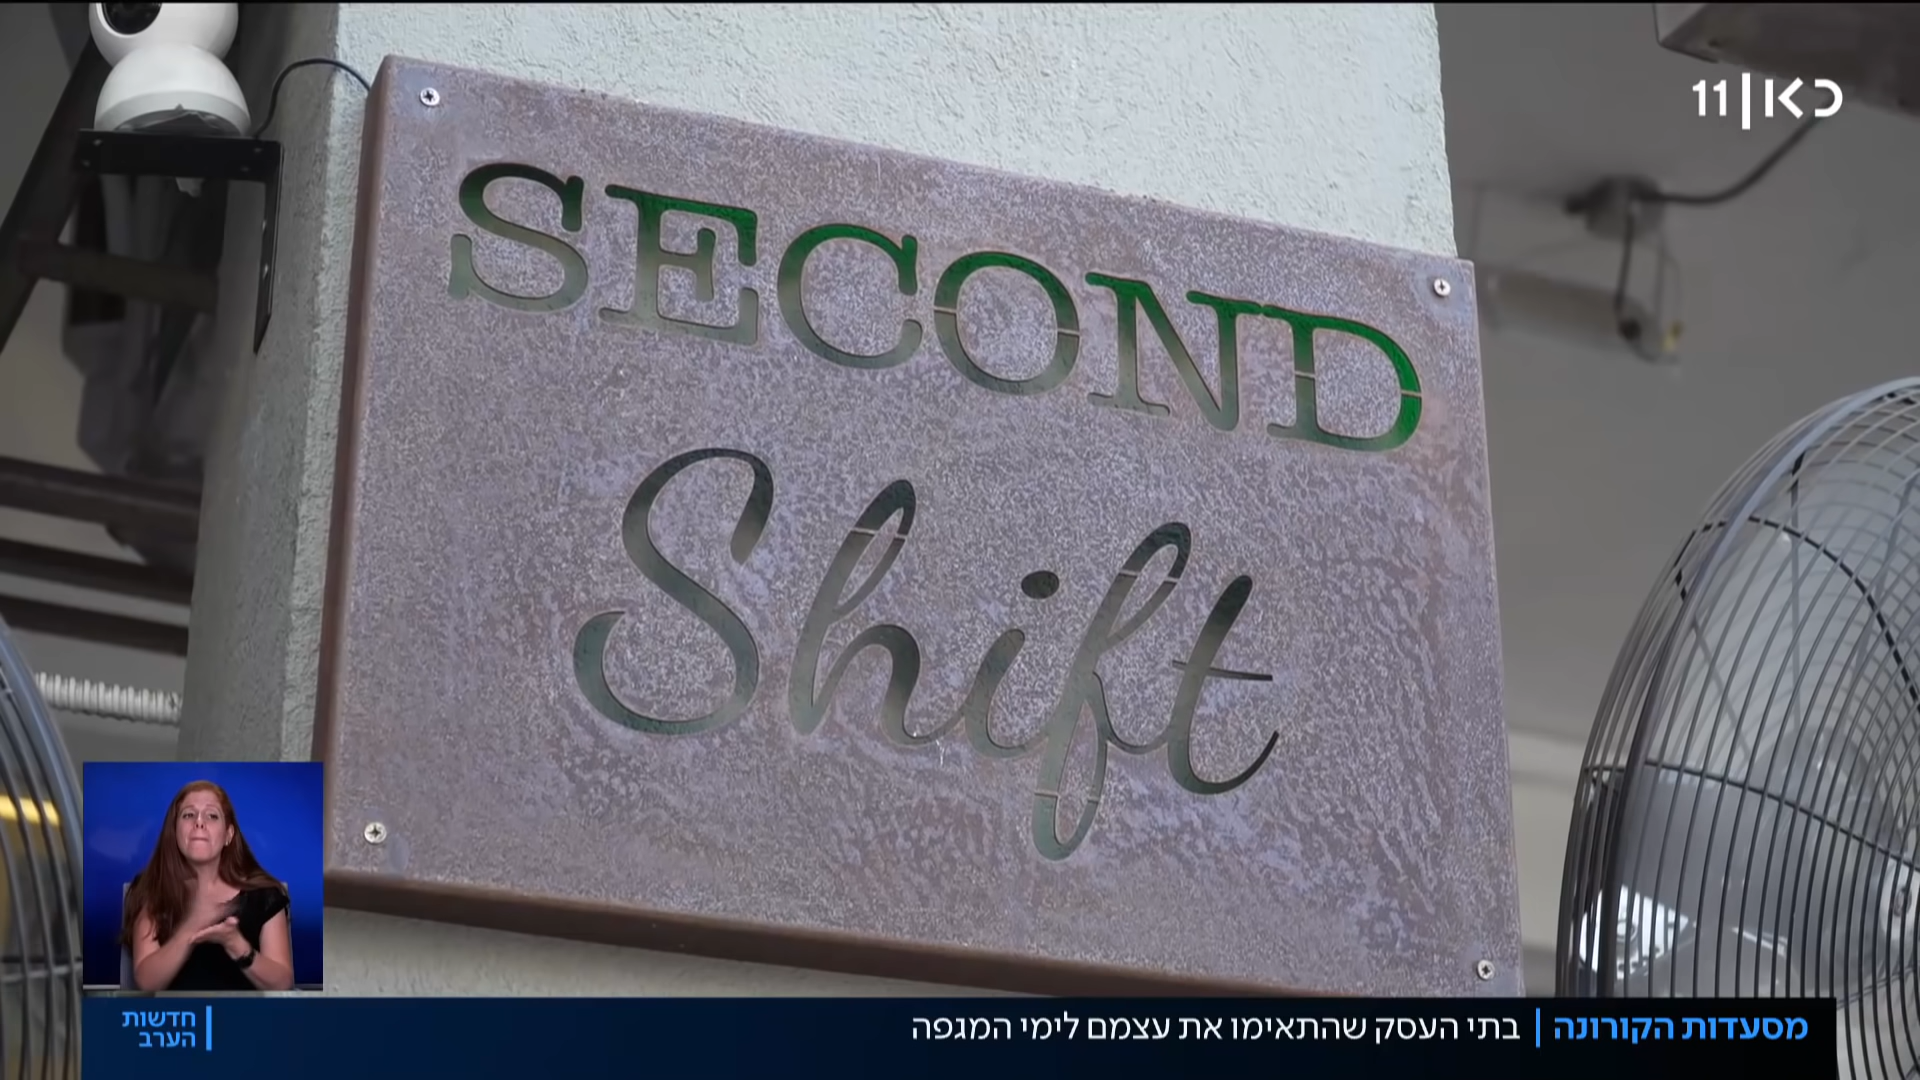 כאן 11
SECOND
Shift
מסעדות הקורונה | בתי העסק שהתאימו את עצמם לימי המגפה
חדשות
הערב